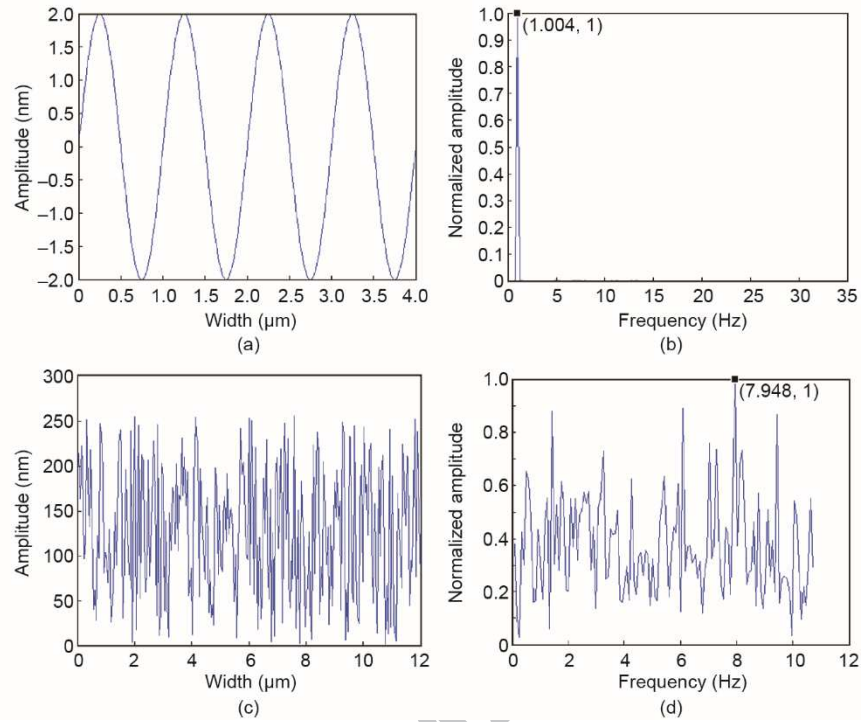 2.0
1.5
1.0
0.5
0
–0.5
–1.0
–1.5
–2.0
Amplitude (nm)
0 0.5 1.0 1.5 2.0 2.5 3.0 3.5 4.0
Width (μm)
(a)
1.0
0.9
0.8
0.7
0.6
0.5
0.4
0.3
0.2
0.1
0
Normalized amplitude
(1.004, 1)
0 5 10 15 20 25 30 35
Frequency (Hz)
(b)
300
250
200
150
100
50
0
Amplitude (nm)
0 2 4 6 8 10 12
Width (μm)
(c)
1.0
0.8
0.6
0.4
0.2
0
Normalized amplitude
(7.948, 1)
0 2 4 6 8 10 12
Frequency (Hz)
(d)